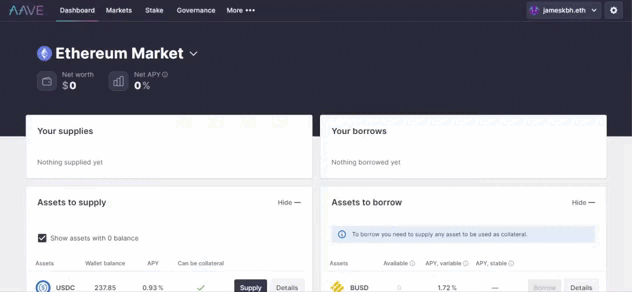 AAVE Dashboard Markets Stake Governance More ••• jameskbh.eth
Ethereum Market
Net worth Net APY
$0 0%
Your supplies Your borrows
Nothing supplied yet Nothing borrowed yet
Assets to supply Hide — Assets to borrow Hide —
To borrow you need to supply any asset to be used as collateral.
Show assets with 0 balance
Assets Wallet balance APY Can be collateral Assets Available APY, variable APY, stable
USDC 237.85 0.93% Supply Details BUSD 0 1.72% — Borrow Details